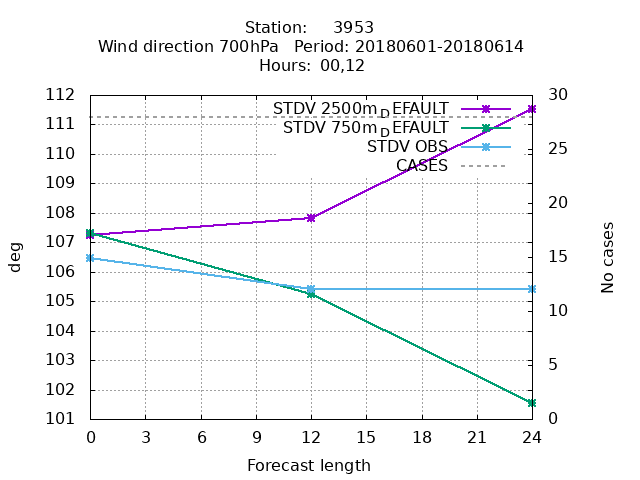 Station:     3953
Wind direction 700hPa   Period: 20180601-20180614
Hours:  00,12
STDV 2500m_DEFAULT
STDV 750m_DEFAULT
STDV OBS
CASES
112
111
110
109
108
107
106
105
104
103
102
101
30
25
20
15
10
5
0
deg
No cases
0 3 6 9 12 15 18 21 24
Forecast length